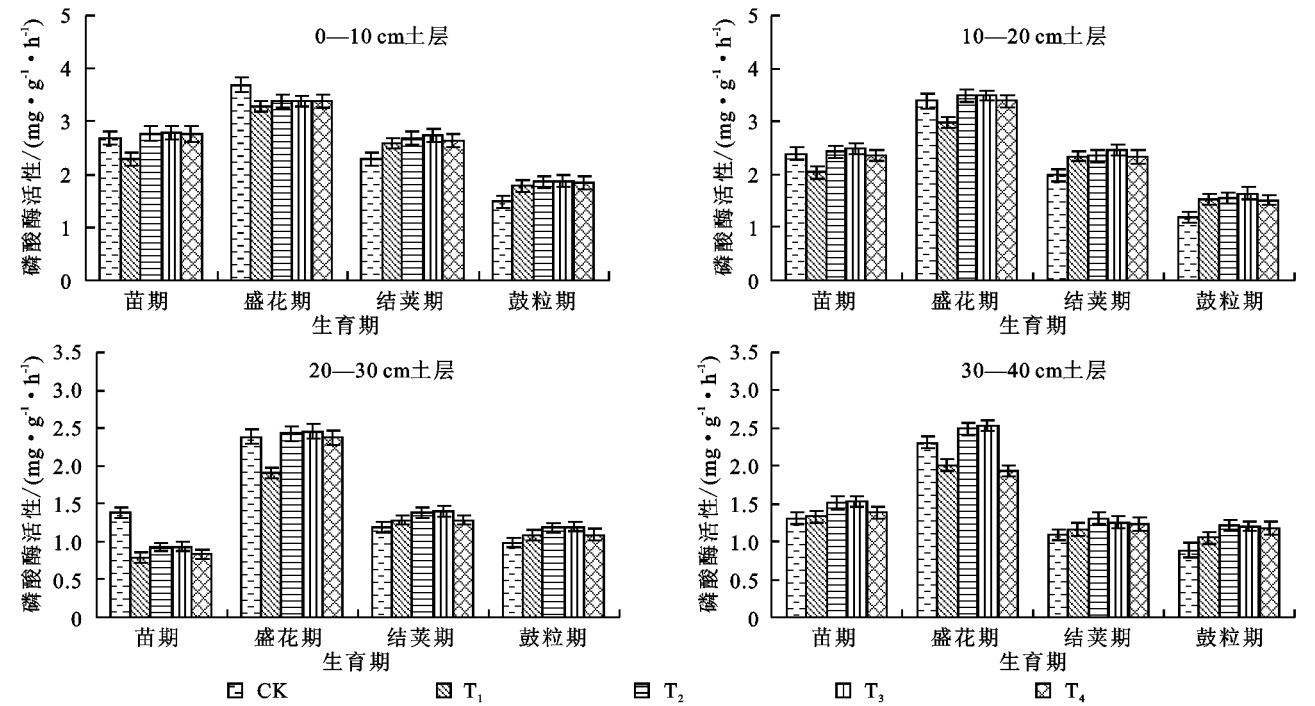 0—10 cm土层
磷酸酶活性/(mg·g⁻¹·h⁻¹)
5
4
3
2
1
0
苗期 盛花期 结荚期 鼓粒期
生育期
10—20 cm土层
磷酸酶活性/(mg·g⁻¹·h⁻¹)
5
4
3
2
1
0
苗期 盛花期 结荚期 鼓粒期
生育期
20—30 cm土层
磷酸酶活性/(mg·g⁻¹·h⁻¹)
3.5
3.0
2.5
2.0
1.5
1.0
0.5
0
苗期 盛花期 结荚期 鼓粒期
生育期
30—40 cm土层
磷酸酶活性/(mg·g⁻¹·h⁻¹)
3.5
3.0
2.5
2.0
1.5
1.0
0.5
0
苗期 盛花期 结荚期 鼓粒期
生育期
CK T₁ T₂ T₃ T₄